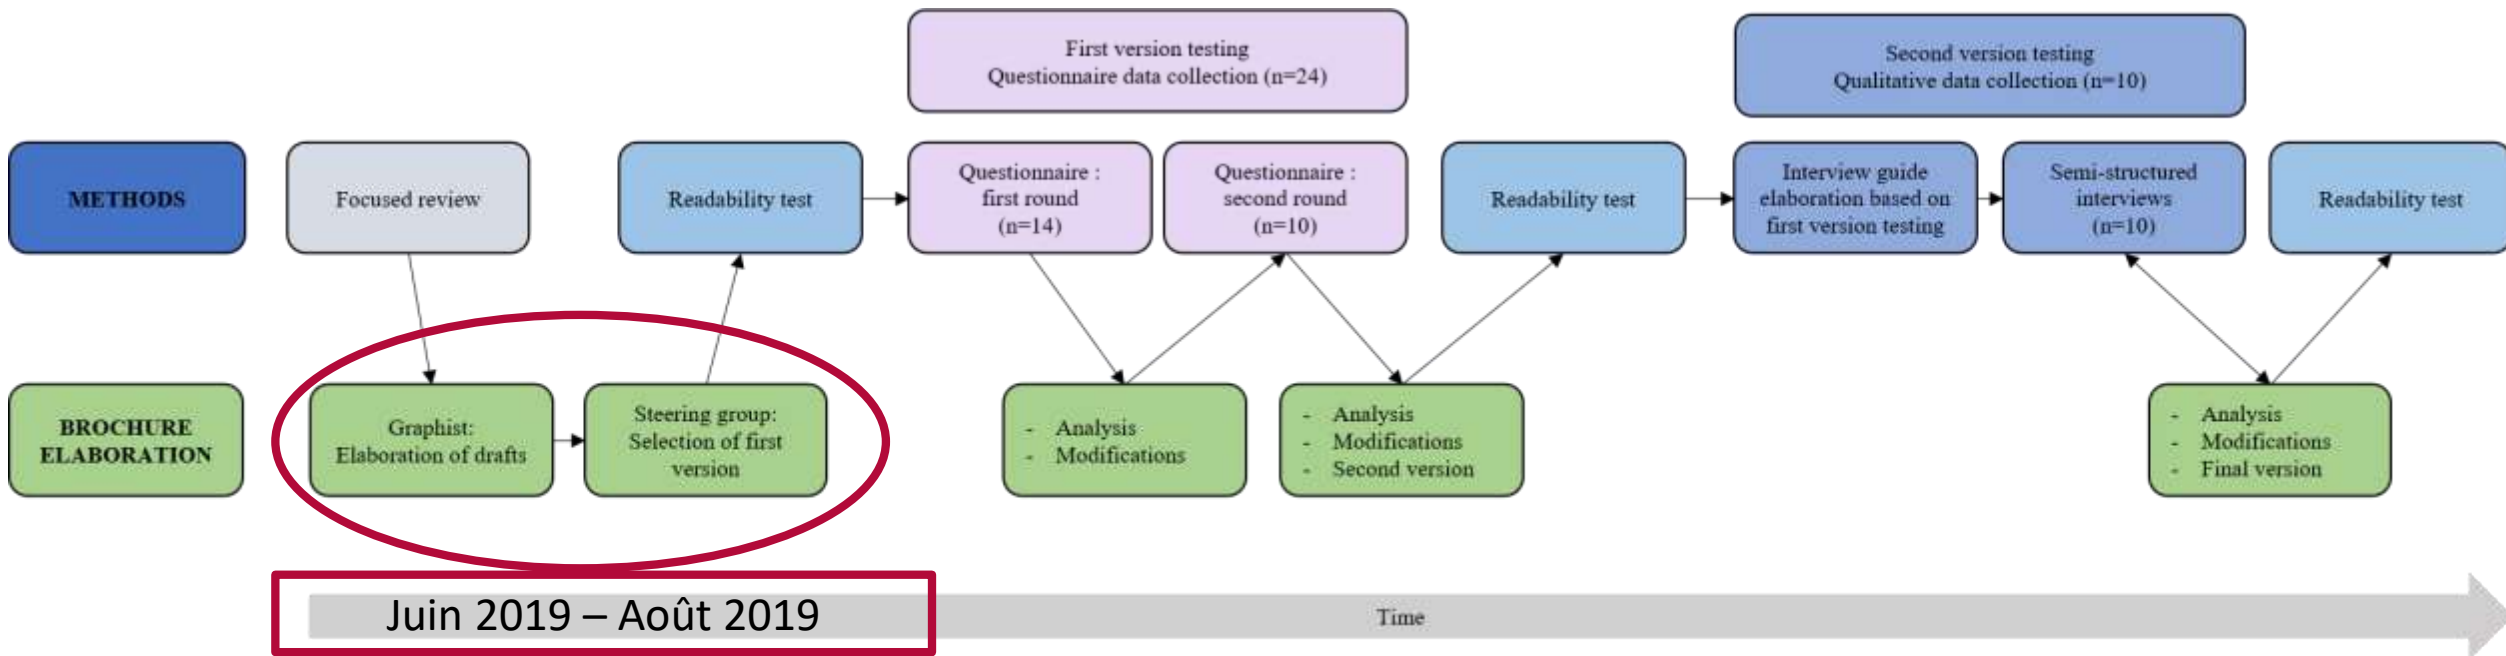 First version testing
Questionnaire data collection (n=24)
Second version testing
Qualitative data collection (n=10)
METHODS
Focused review
Readability test
Questionnaire :
first round
(n=14)
Questionnaire :
second round
(n=10)
Readability test
Interview guide
elaboration based on
first version testing
Semi-structured
interviews
(n=10)
Readability test
BROCHURE
ELABORATION
Graphist:
Elaboration of drafts
Steering group:
Selection of first
version
- Analysis
- Modifications
- Analysis
- Modifications
- Second version
- Analysis
- Modifications
- Final version
Juin 2019 – Août 2019
Time